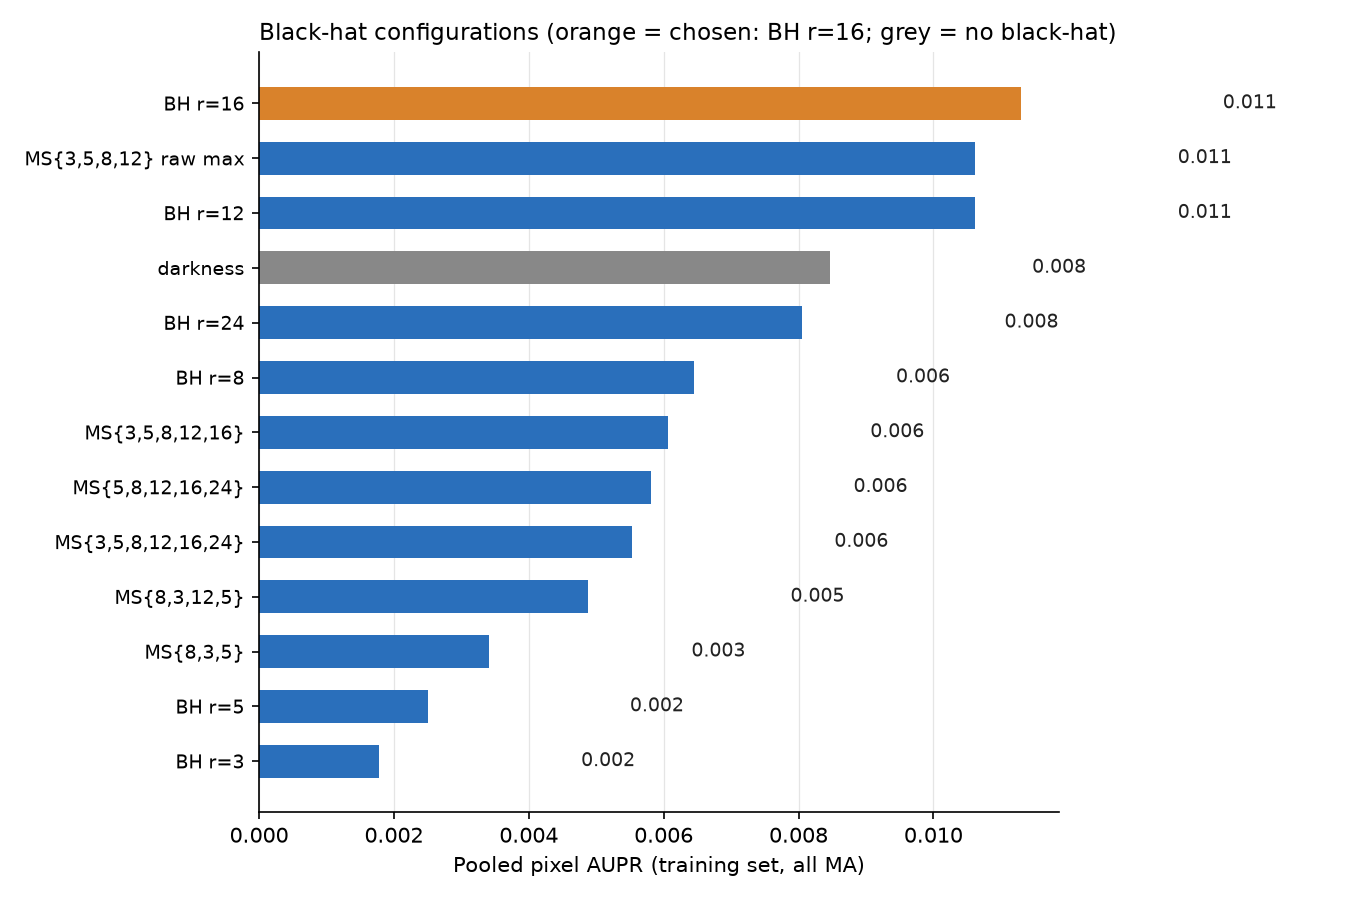 Black-hat configurations (orange = chosen: BH r=16; grey = no black-hat)
BH r=16 0.011
MS{3,5,8,12} raw max 0.011
BH r=12 0.011
darkness 0.008
BH r=24 0.008
BH r=8 0.006
MS{3,5,8,12,16} 0.006
MS{5,8,12,16,24} 0.006
MS{3,5,8,12,16,24} 0.006
MS{8,3,12,5} 0.005
MS{8,3,5} 0.003
BH r=5 0.002
BH r=3 0.002
0.000 0.002 0.004 0.006 0.008 0.010
Pooled pixel AUPR (training set, all MA)